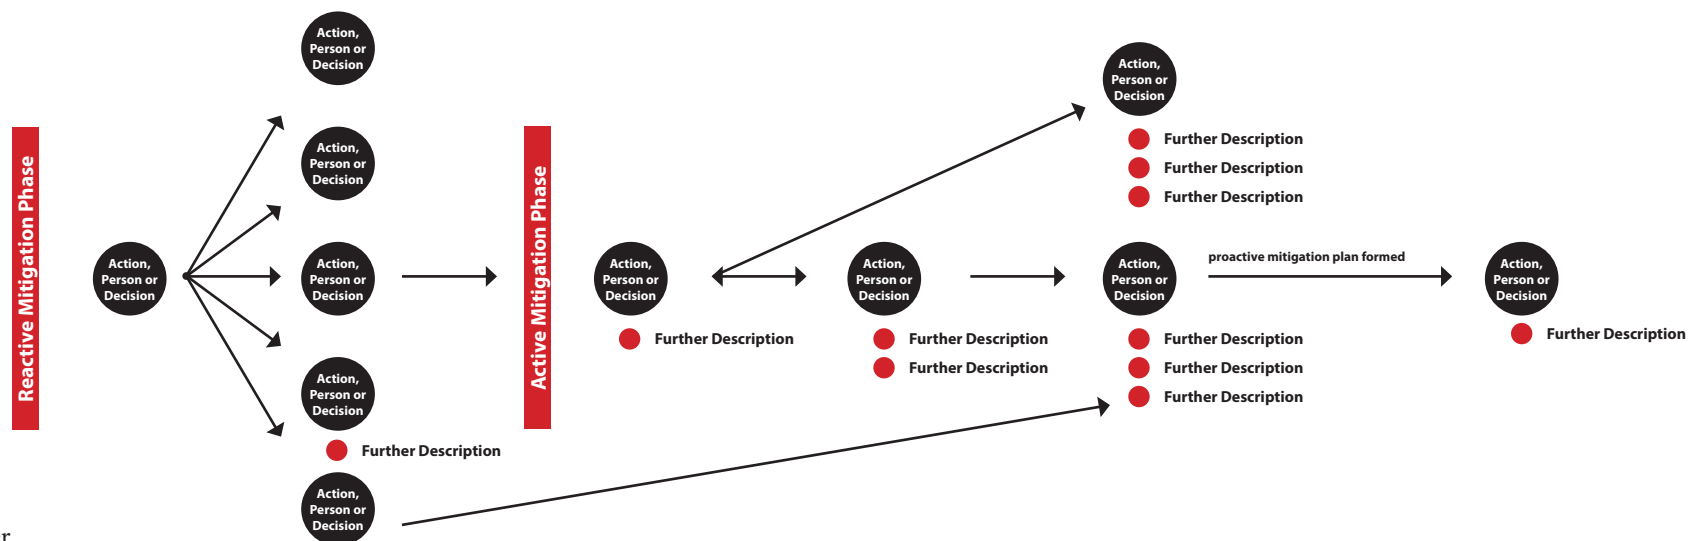 Reactive Mitigation Phase
Action,
Person or
Decision
Action,
Person or
Decision
Action,
Person or
Decision
Action,
Person or
Decision
Action,
Person or
Decision
Further Description
Action,
Person or
Decision
Active Mitigation Phase
Action,
Person or
Decision
Further Description
Action,
Person or
Decision
Further Description
Further Description
Action,
Person or
Decision
Further Description
Further Description
Further Description
Action,
Person or
Decision
Further Description
Further Description
Further Description
proactive mitigation plan formed
Action,
Person or
Decision
Further Description